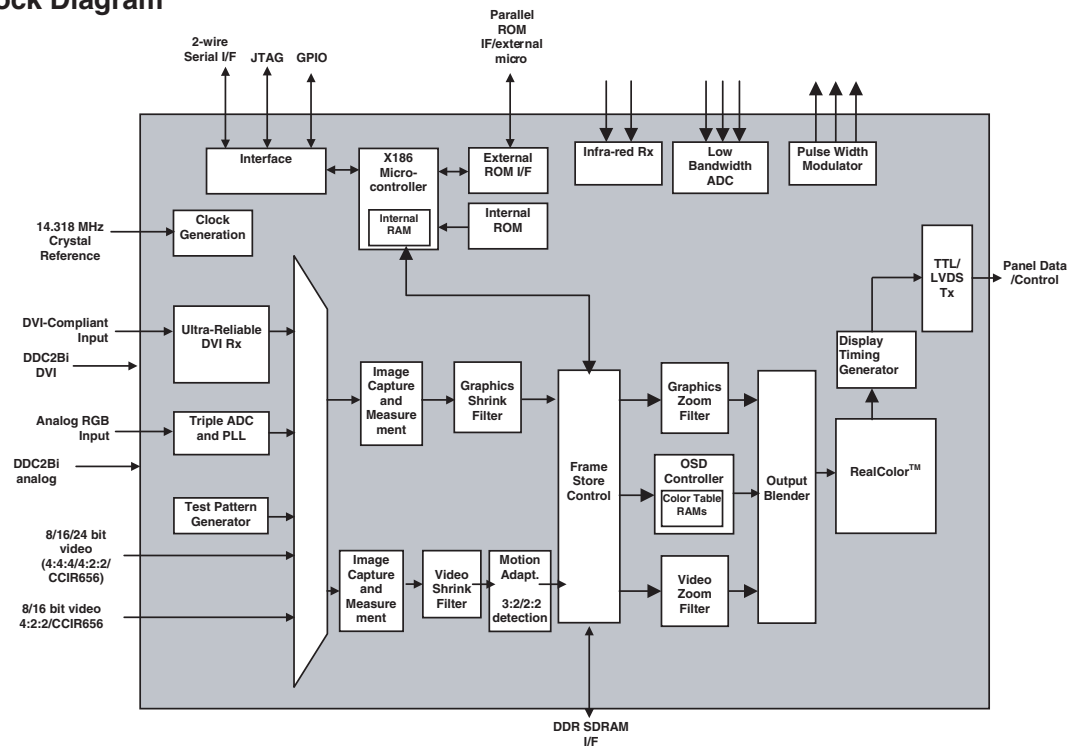 ock Diagram
2-wire
Serial I/F
JTAG
GPIO
Parallel
ROM
IF/external
micro
Interface
X186
Micro-
controller
Internal
RAM
External
ROM I/F
Internal
ROM
Infra-red Rx
Low
Bandwidth
ADC
Pulse Width
Modulator
14.318 MHz
Crystal
Reference
Clock
Generation
TTL/
LVDS
Tx
Panel Data
/Control
DVI-Compliant
Input
Ultra-Reliable
DVI Rx
DDC2Bi
DVI
Display
Timing
Generator
Image
Capture
and
Measure
ment
Graphics
Shrink
Filter
Graphics
Zoom
Filter
Analog RGB
Input
Triple ADC
and PLL
DDC2Bi
analog
Frame
Store
Control
OSD
Controller
Color Table
RAMs
Output
Blender
RealColor™
Test Pattern
Generator
8/16/24 bit
video
(4:4:4/4:2:2/
CCIR656)
8/16 bit video
4:2:2/CCIR656
Image
Capture
and
Measure
ment
Video
Shrink
Filter
Motion
Adapt.
3:2/2:2
detection
Video
Zoom
Filter
DDR SDRAM
I/F